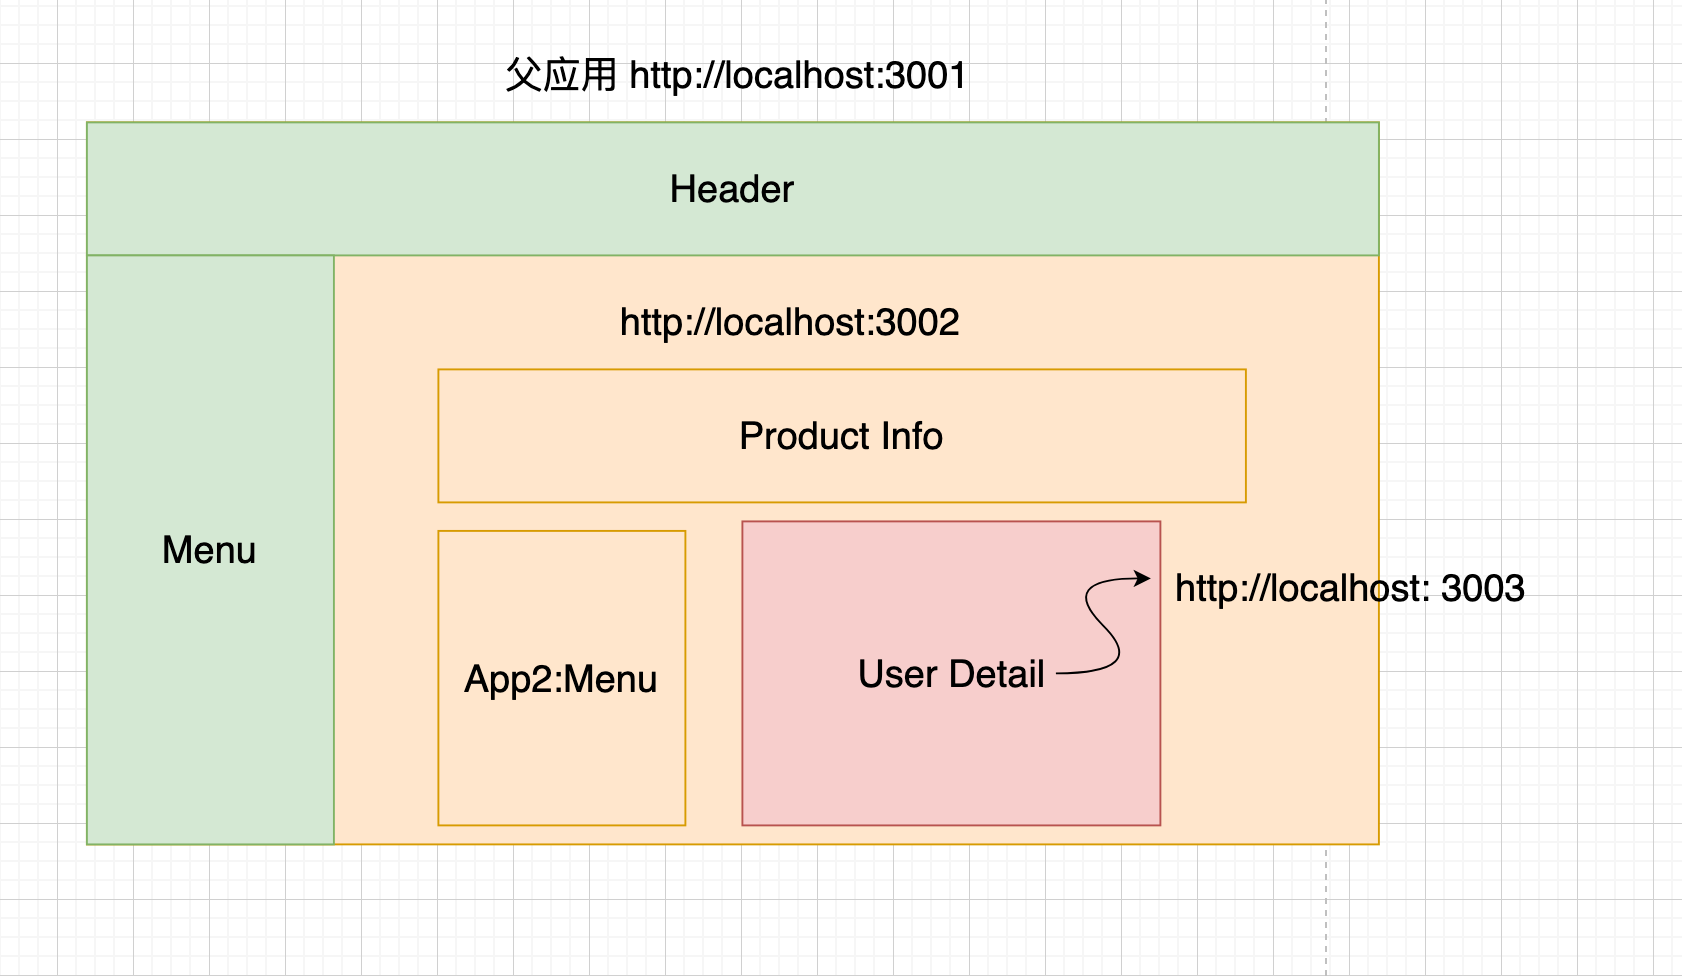 父应用 http://localhost:3001
Header
http://localhost:3002
Product Info
Menu
App2:Menu
User Detail
http://localhost: 3003